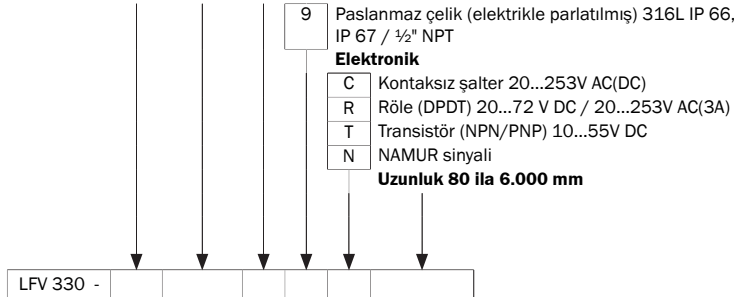 9 Paslanmaz çelik (elektrikle parlatılmış) 316L IP 66,
IP 67 / ½" NPT
Elektronik
C Kontaksız şalter 20...253V AC(DC)
R Röle (DPDT) 20...72 V DC / 20...253V AC(3A)
T Transistör (NPN/PNP) 10...55V DC
N NAMUR sinyali
Uzunluk 80 ila 6.000 mm
LFV 330 -